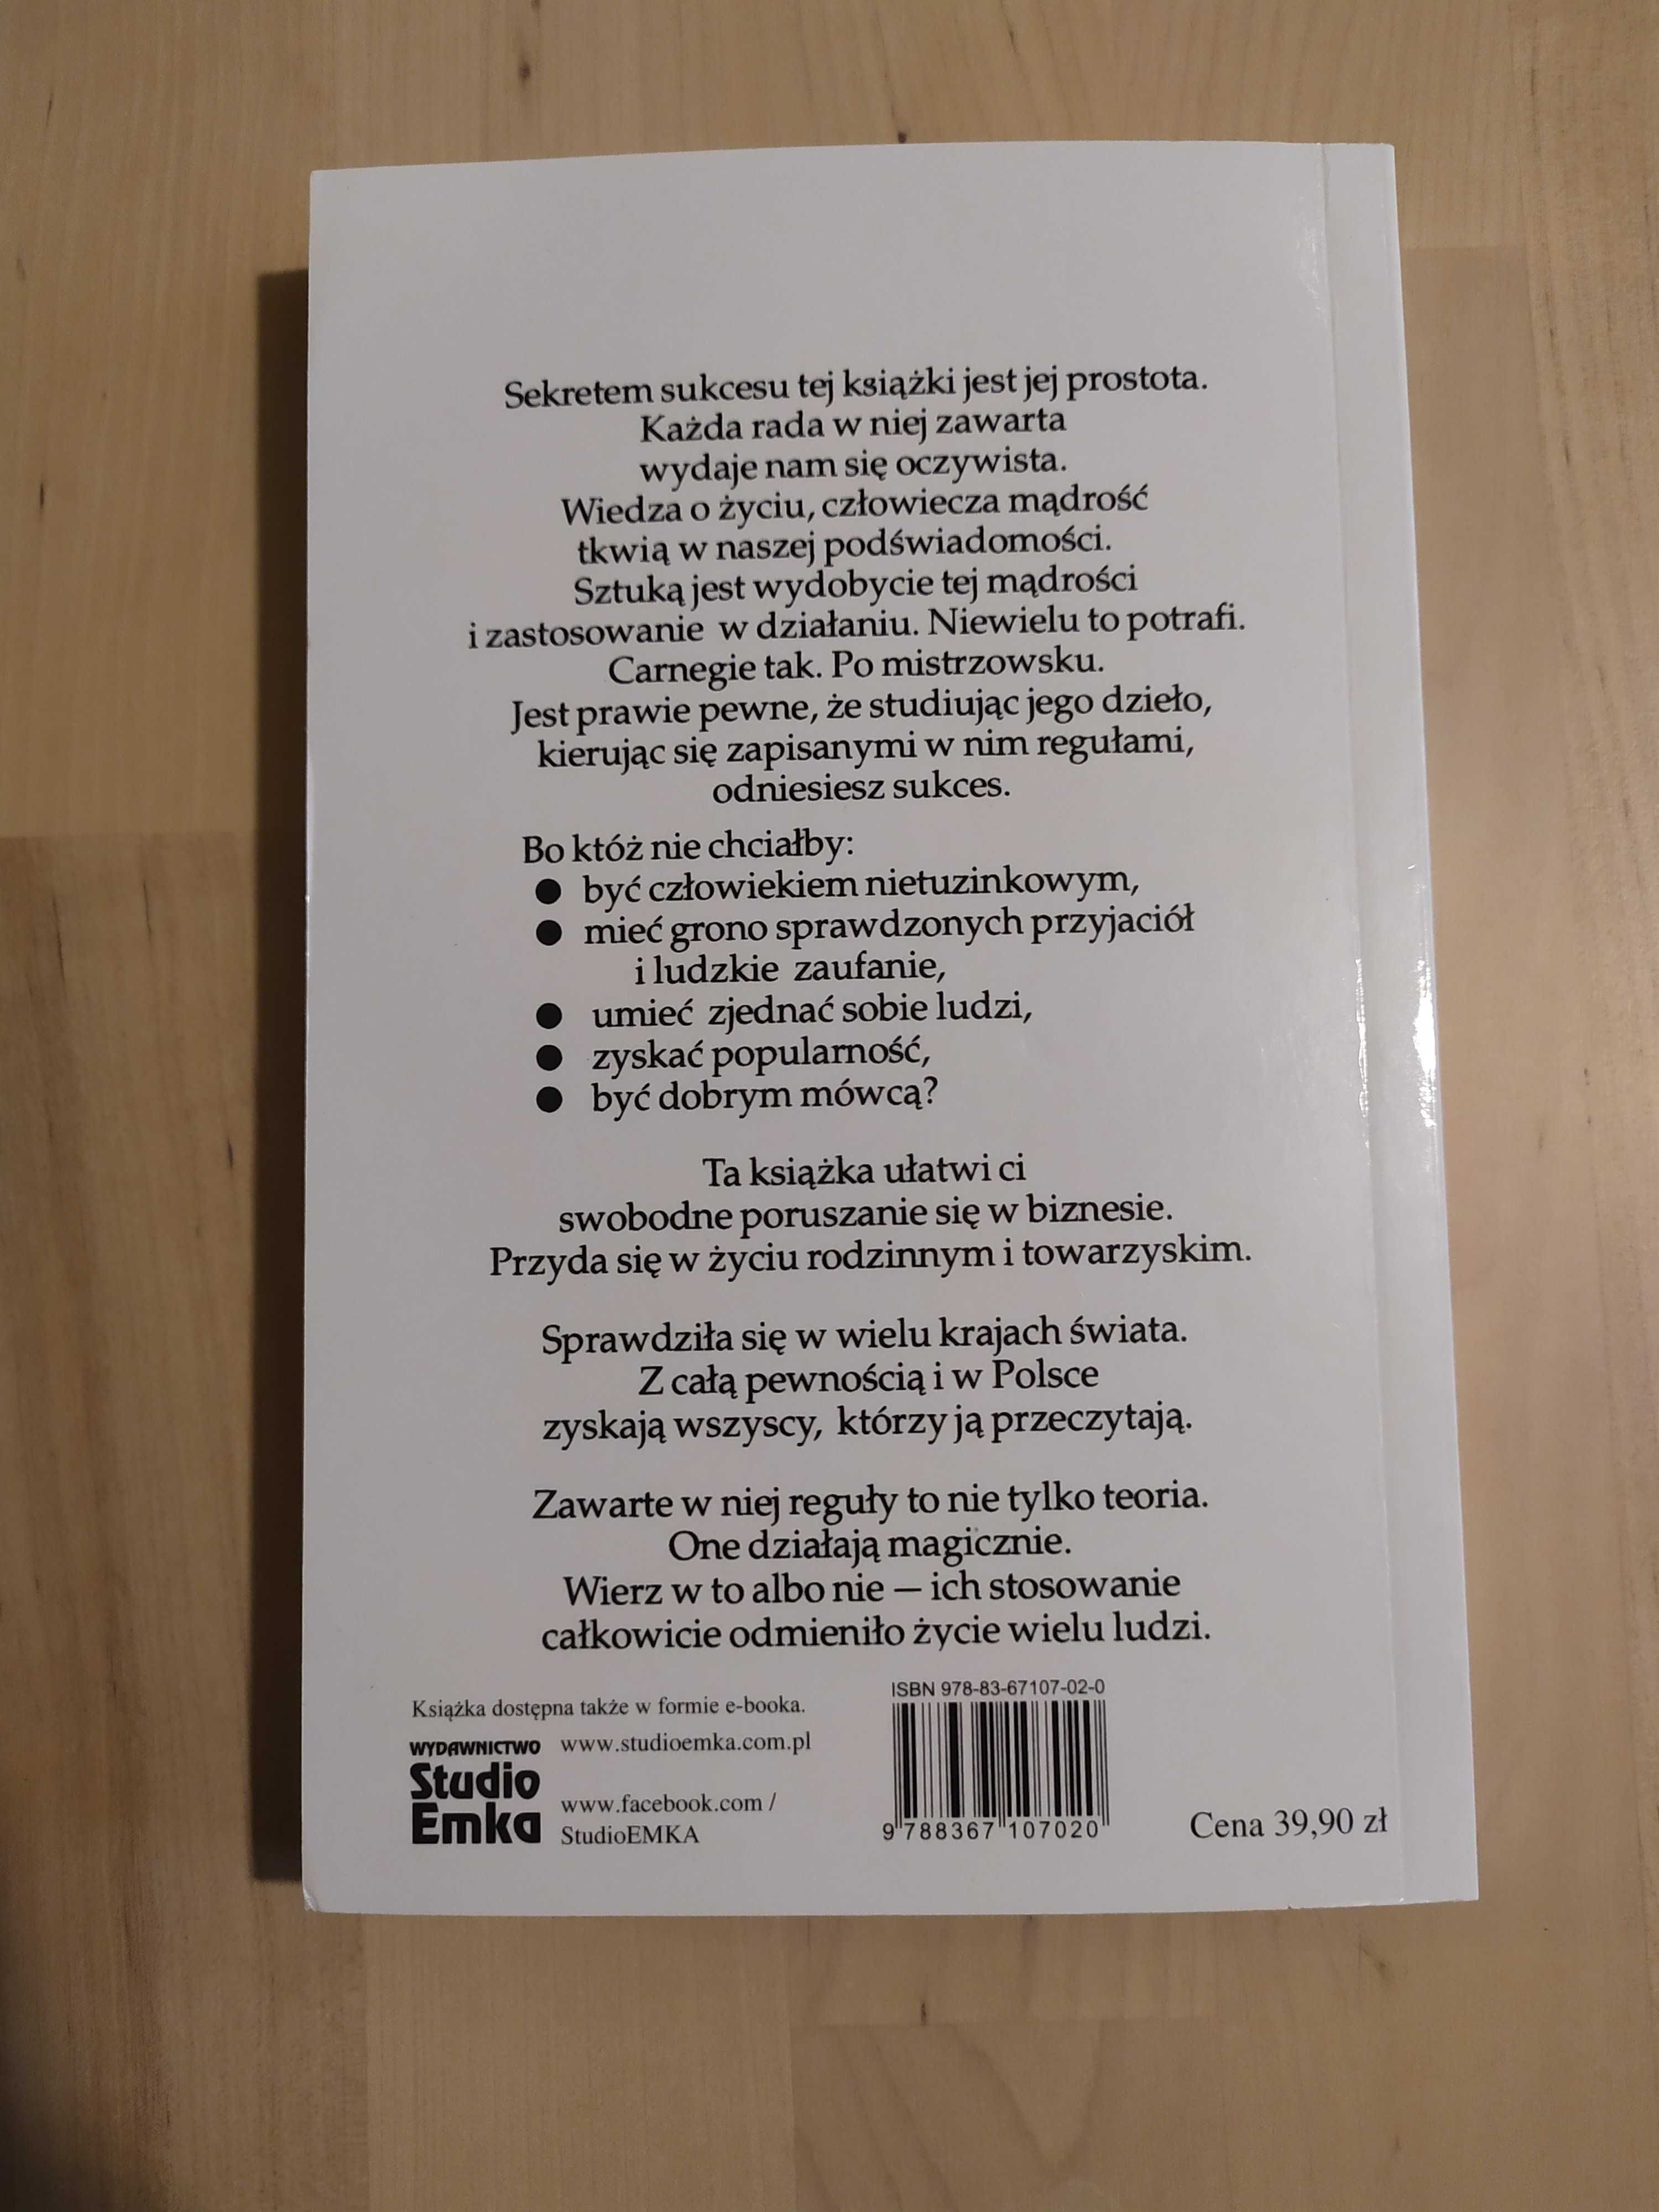 Sekretem sukcesu tej książki jest jej prostota.
Każda rada w niej zawarta
wydaje nam się oczywista.
Wiedza o życiu, człowiecza mądrość
tkwią w naszej podświadomości.
Sztuką jest wydobycie tej mądrości
i zastosowanie w działaniu. Niewielu to potrafi.
Carnegie tak. Po mistrzowsku.
Jest prawie pewne, że studiując jego dzieło,
kierując się zapisanymi w nim regułami,
odniesiesz sukces.
Bo któż nie chciałby:
● być człowiekiem nietuzinkowym,
● mieć grono sprawdzonych przyjaciół
i ludzkie zaufanie,
● umieć zjednać sobie ludzi,
● zyskać popularność,
● być dobrym mówcą?
Ta książka ułatwi ci
swobodne poruszanie się w biznesie.
Przyda się w życiu rodzinnym i towarzyskim.
Sprawdziła się w wielu krajach świata.
Z całą pewnością i w Polsce
zyskają wszyscy, którzy ją przeczytają.
Zawarte w niej reguły to nie tylko teoria.
One działają magicznie.
Wierz w to albo nie — ich stosowanie
całkowicie odmieniło życie wielu ludzi.
Książka dostępna także w formie e-booka.
WYDAWNICTWO
Studio
Emka
www.studioemka.com.pl
www.facebook.com /
StudioEMKA
ISBN 978-83-67107-02-0
9 788367 107020
Cena 39,90 zł